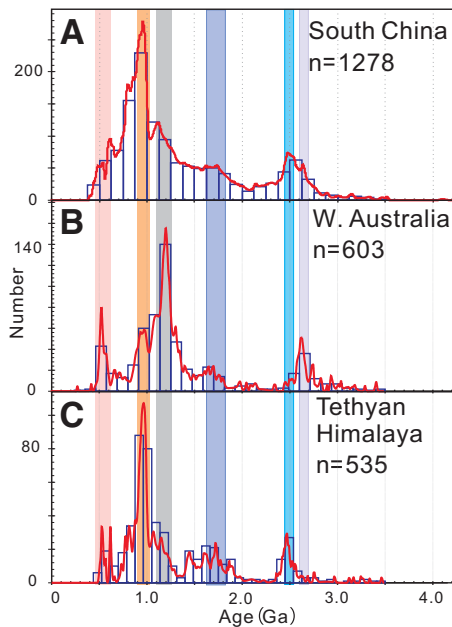 A
South China
n=1278
200
0
B
W. Australia
n=603
140
0
Number
C
Tethyan
Himalaya
n=535
80
0
0 1.0 2.0 3.0 4.0
Age (Ga)